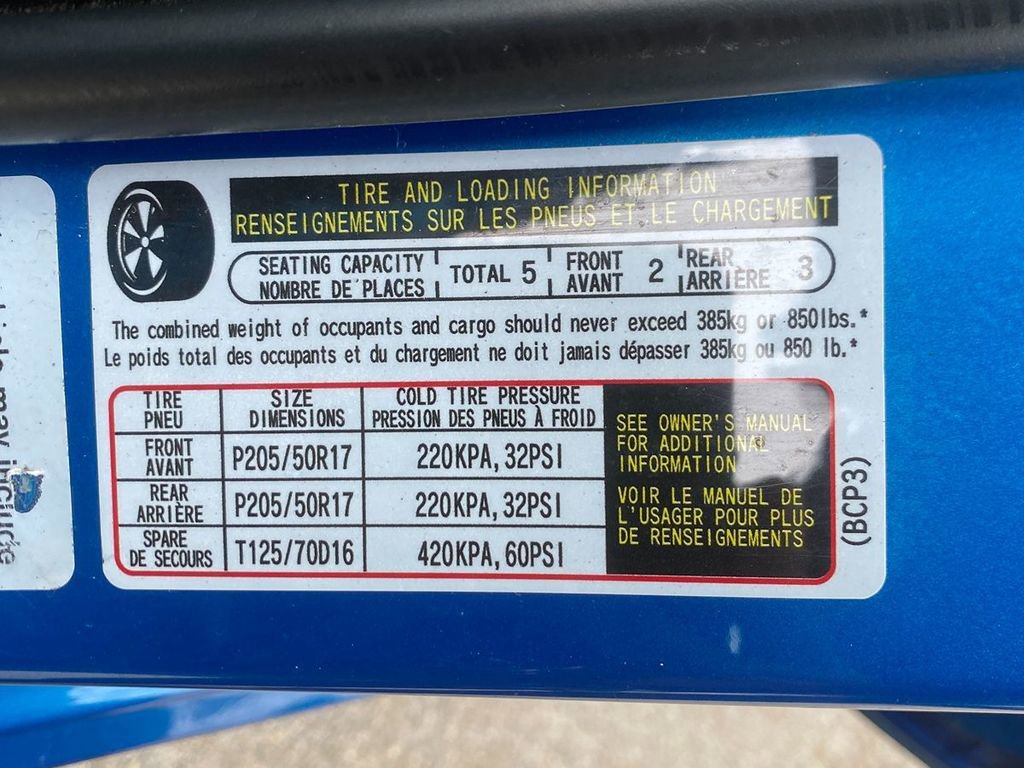 TIRE AND LOADING INFORMATION
RENSEIGNEMENTS SUR LES PNEUS ET LE CHARGEMENT
SEATING CAPACITY TOTAL 5 FRONT 2 REAR 3
NOMBRE DE PLACES AVANT ARRIÈRE
The combined weight of occupants and cargo should never exceed 385kg or 850lbs.*
Le poids total des occupants et du chargement ne doit jamais dépasser 385kg ou 850 lb.*
TIRE SIZE COLD TIRE PRESSURE
PNEU DIMENSIONS PRESSION DES PNEUS À FROID
FRONT
AVANT P205/50R17 220KPA, 32PSI
REAR
ARRIÈRE P205/50R17 220KPA, 32PSI
SPARE
DE SECOURS T125/70D16 420KPA, 60PSI
SEE OWNER'S MANUAL
FOR ADDITIONAL
INFORMATION
VOIR LE MANUEL DE
L'USAGER POUR PLUS
DE RENSEIGNEMENTS
(BCP3)
may include